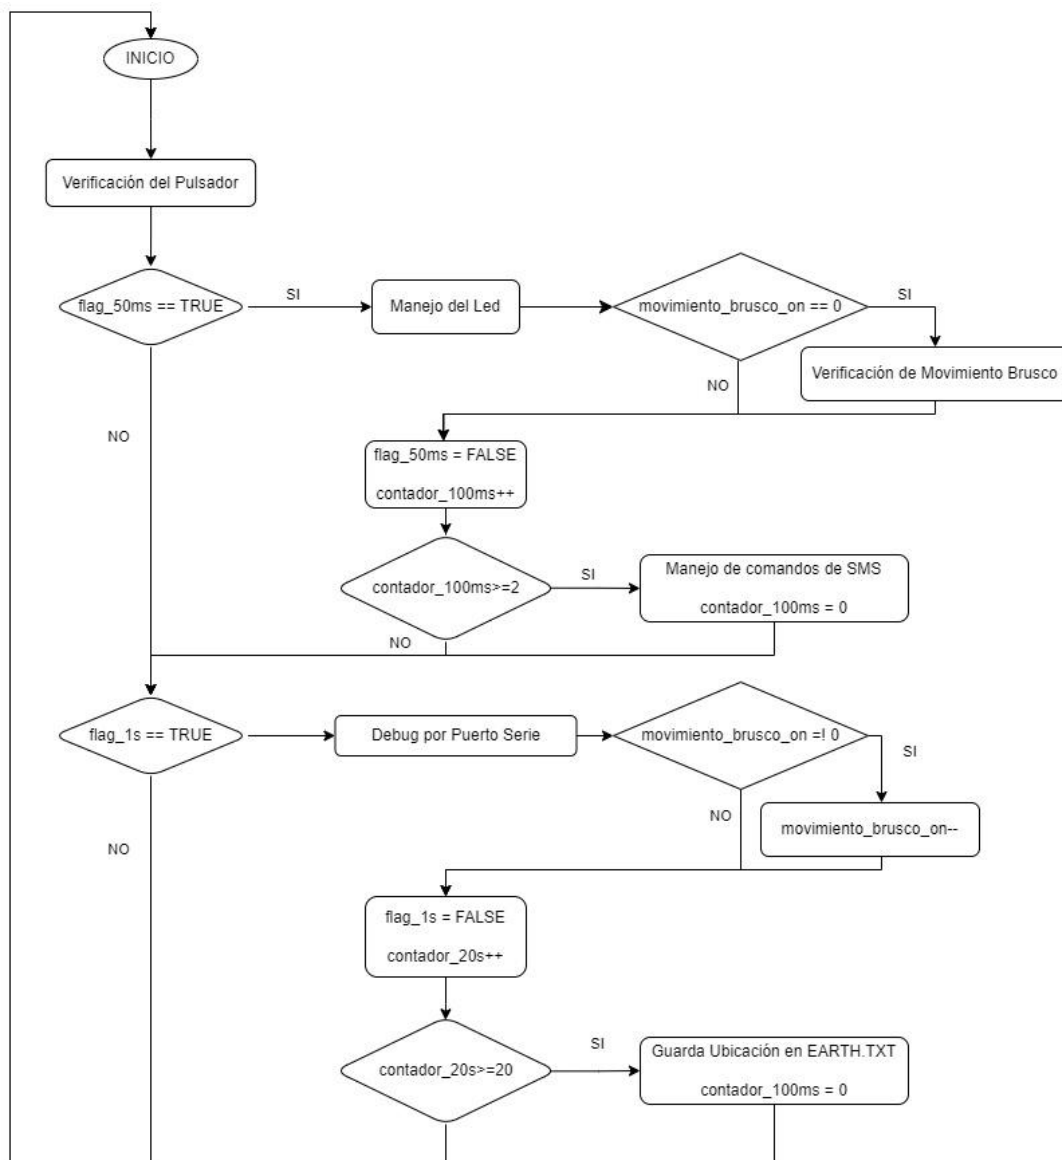 INICIO
Verificación del Pulsador
flag_50ms == TRUE
SI
Manejo del Led
movimiento_brusco_on == 0
SI
Verificación de Movimiento Brusco
NO
NO
flag_50ms = FALSE
contador_100ms++
contador_100ms>=2
SI
Manejo de comandos de SMS
contador_100ms = 0
NO
flag_1s == TRUE
Debug por Puerto Serie
movimiento_brusco_on =! 0
SI
NO
movimiento_brusco_on--
NO
flag_1s = FALSE
contador_20s++
contador_20s>=20
SI
Guarda Ubicación en EARTH.TXT
contador_100ms = 0